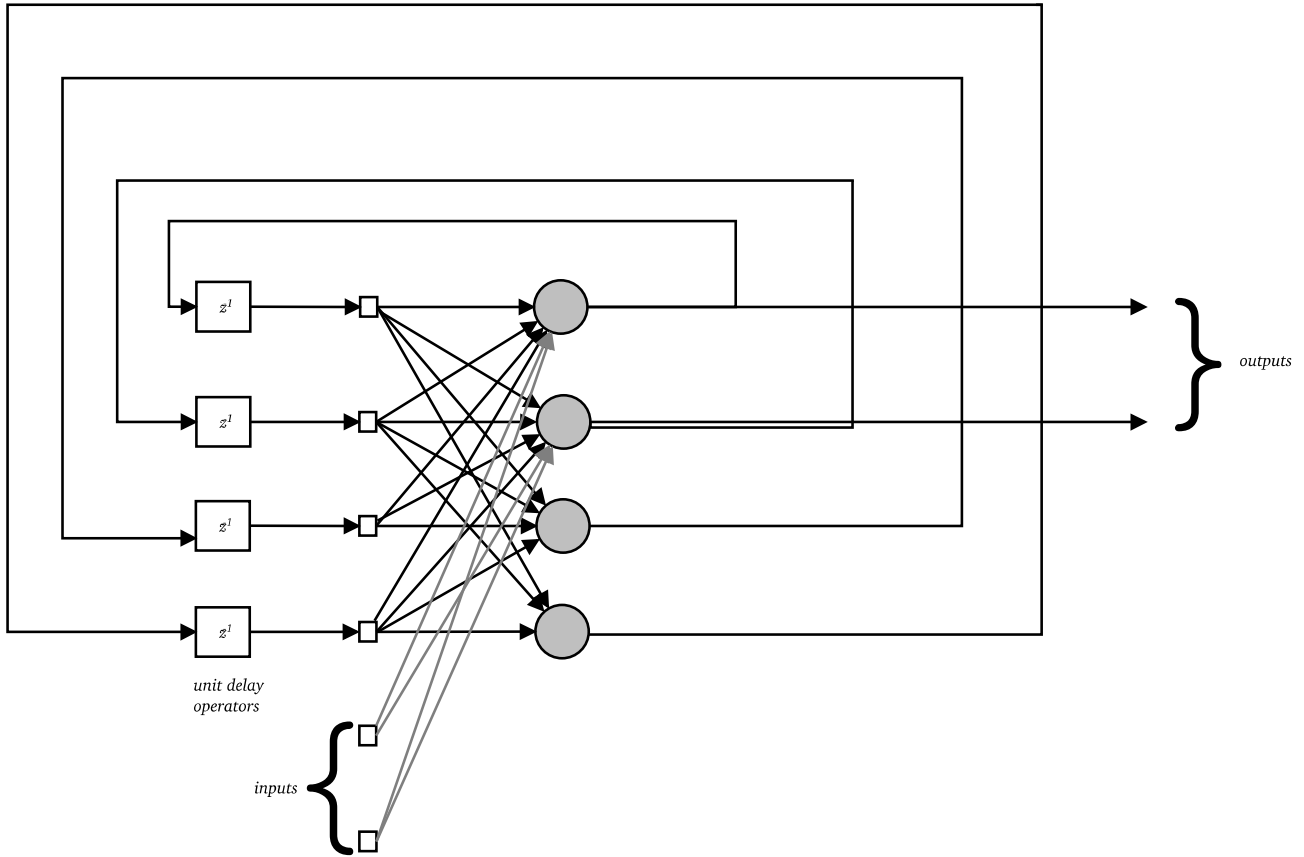 z¹
outputs
z¹
z¹
z¹
unit delay
operators
inputs